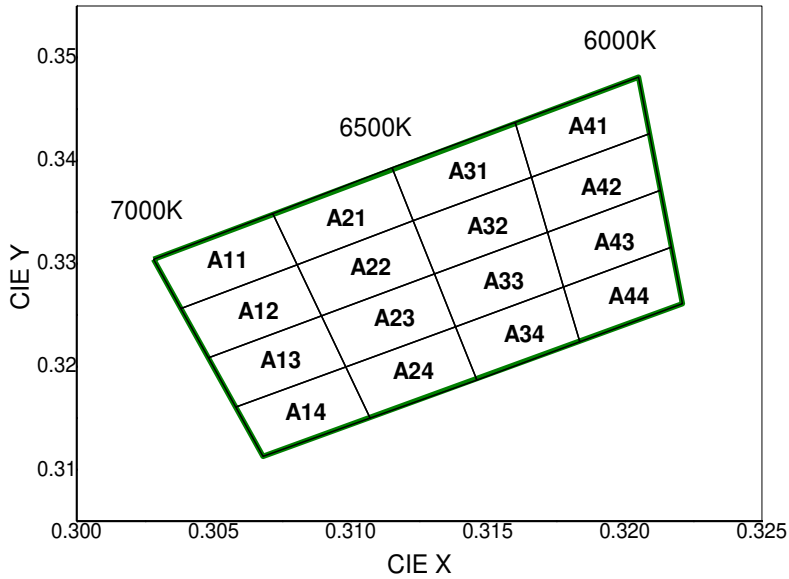 0.35
6000K
A41
6500K
0.34
A31
A42
7000K
A21
A32
A43
A11
A22
0.33
A33
A44
CIE Y
A12
A23
A34
A13
A24
0.32
A14
0.31
0.300
0.305
0.310
0.315
0.320
0.325
CIE X